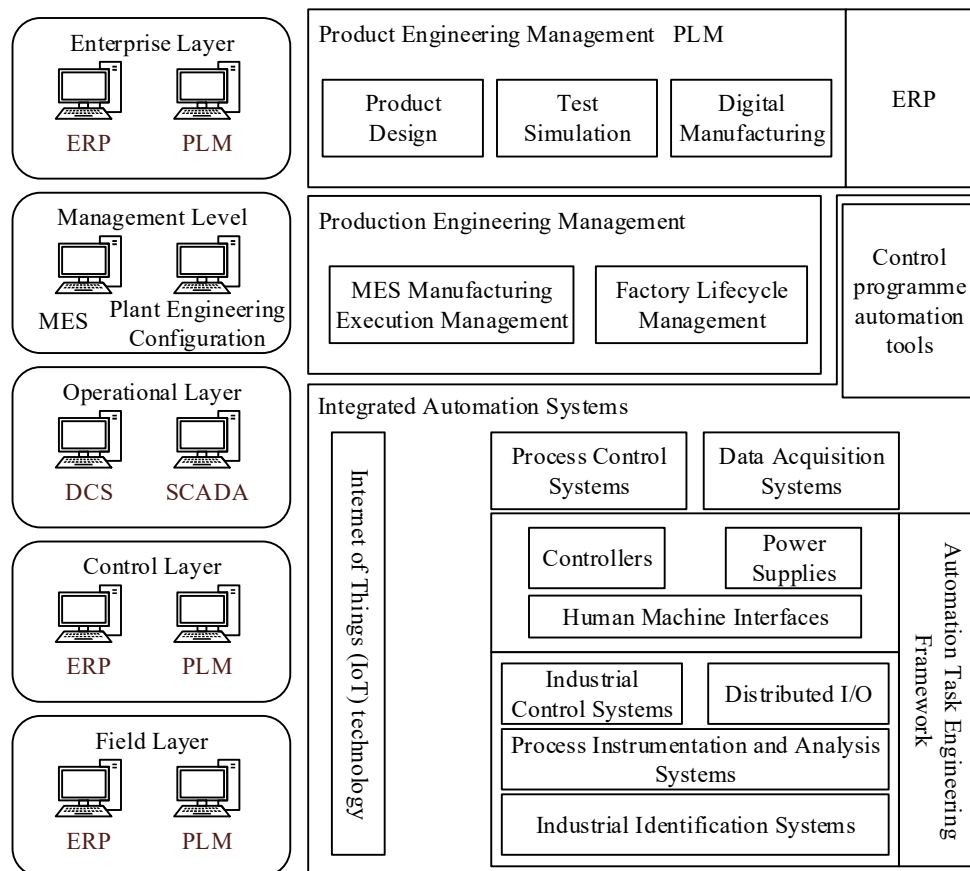 Enterprise Layer
ERP
PLM
Management Level
MES
Plant Engineering
Configuration
Operational Layer
DCS
SCADA
Control Layer
ERP
PLM
Field Layer
ERP
PLM
Product Engineering Management PLM
Product
Design
Test
Simulation
Digital
Manufacturing
ERP
Production Engineering Management
MES Manufacturing
Execution Management
Factory Lifecycle
Management
Control
programme
automation
tools
Integrated Automation Systems
Internet of Things (IoT) technology
Process Control
Systems
Data Acquisition
Systems
Controllers
Power
Supplies
Human Machine Interfaces
Industrial
Control Systems
Distributed I/O
Process Instrumentation and Analysis
Systems
Industrial Identification Systems
Automation Task Engineering
Framework